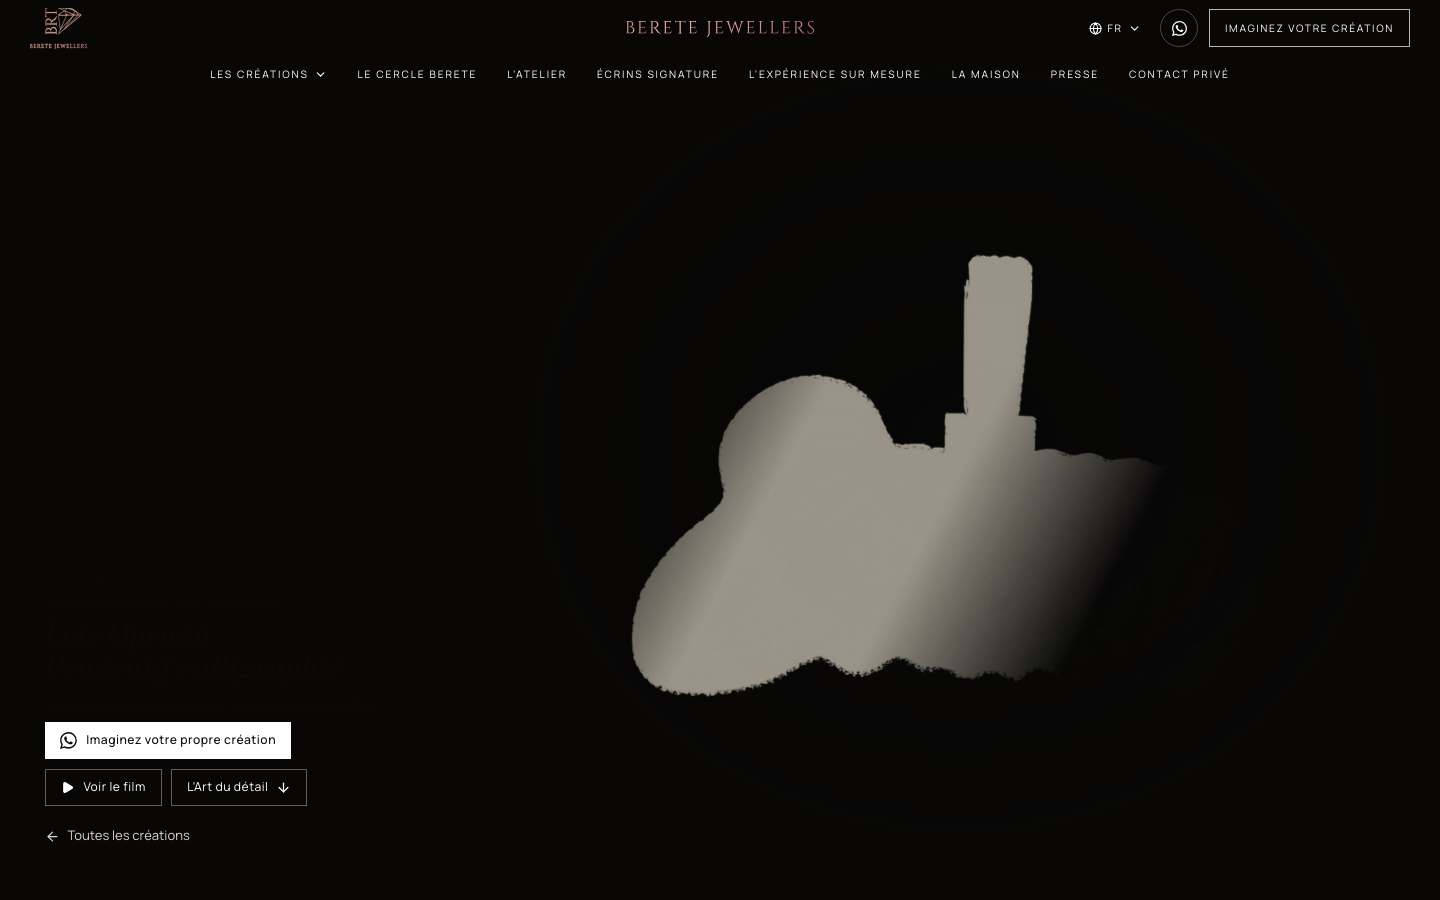 BRT
BERETE JEWELLERS
BERETE JEWELLERS
FR
IMAGINEZ VOTRE CRÉATION
LES CRÉATIONS
LE CERCLE BERETE
L'ATELIER
ÉCRINS SIGNATURE
L'EXPÉRIENCE SUR MESURE
LA MAISON
PRESSE
CONTACT PRIVÉ
Imaginez votre propre création
Voir le film
L'Art du détail
Toutes les créations